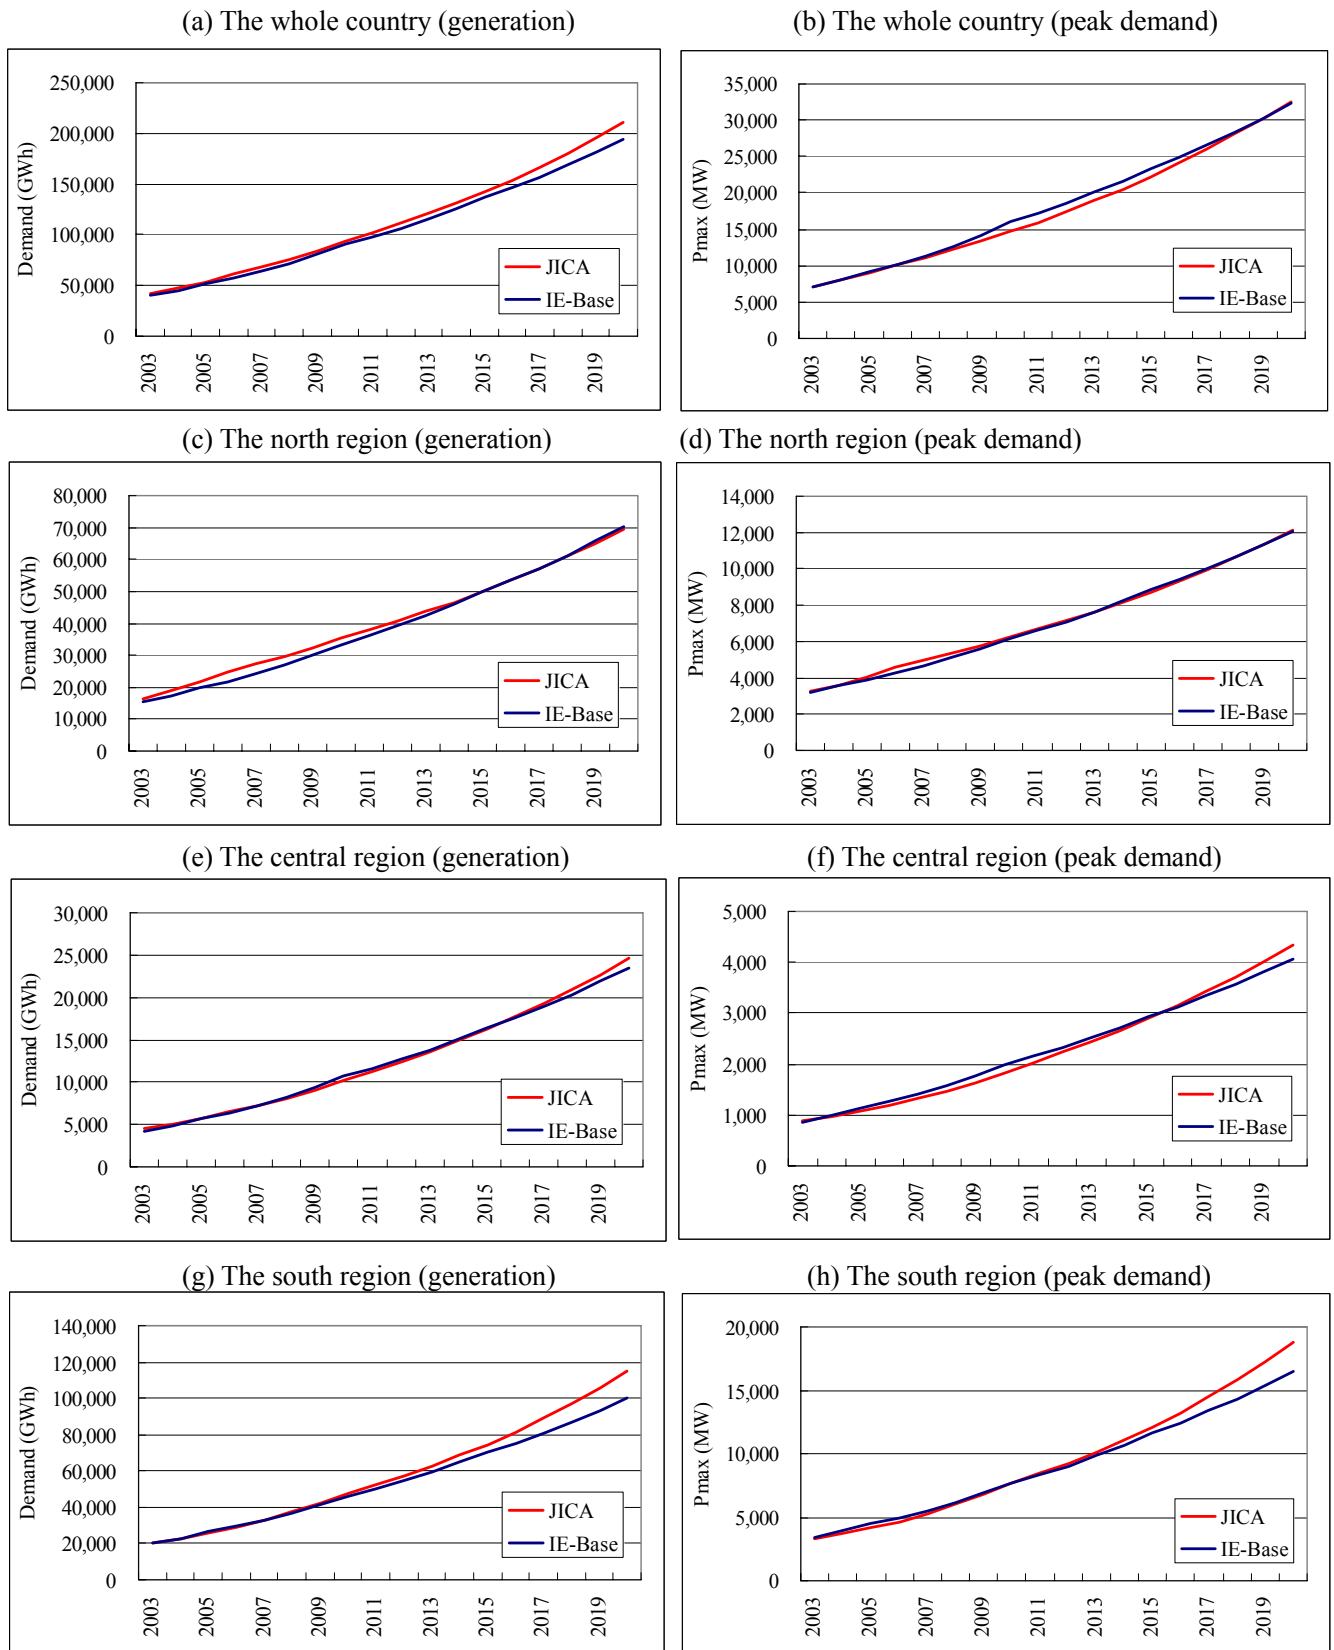 (a) The whole country (generation)
250,000
200,000
150,000
100,000
50,000
0
Demand (GWh)
JICA
IE-Base
2003 2005 2007 2009 2011 2013 2015 2017 2019
(b) The whole country (peak demand)
35,000
30,000
25,000
20,000
15,000
10,000
5,000
0
Pmax (MW)
JICA
IE-Base
2003 2005 2007 2009 2011 2013 2015 2017 2019
(c) The north region (generation)
80,000
70,000
60,000
50,000
40,000
30,000
20,000
10,000
0
Demand (GWh)
JICA
IE-Base
2003 2005 2007 2009 2011 2013 2015 2017 2019
(d) The north region (peak demand)
14,000
12,000
10,000
8,000
6,000
4,000
2,000
0
Pmax (MW)
JICA
IE-Base
2003 2005 2007 2009 2011 2013 2015 2017 2019
(e) The central region (generation)
30,000
25,000
20,000
15,000
10,000
5,000
0
Demand (GWh)
JICA
IE-Base
2003 2005 2007 2009 2011 2013 2015 2017 2019
(f) The central region (peak demand)
5,000
4,000
3,000
2,000
1,000
0
Pmax (MW)
JICA
IE-Base
2003 2005 2007 2009 2011 2013 2015 2017 2019
(g) The south region (generation)
140,000
120,000
100,000
80,000
60,000
40,000
20,000
0
Demand (GWh)
JICA
IE-Base
2003 2005 2007 2009 2011 2013 2015 2017 2019
(h) The south region (peak demand)
20,000
15,000
10,000
5,000
0
Pmax (MW)
JICA
IE-Base
2003 2005 2007 2009 2011 2013 2015 2017 2019